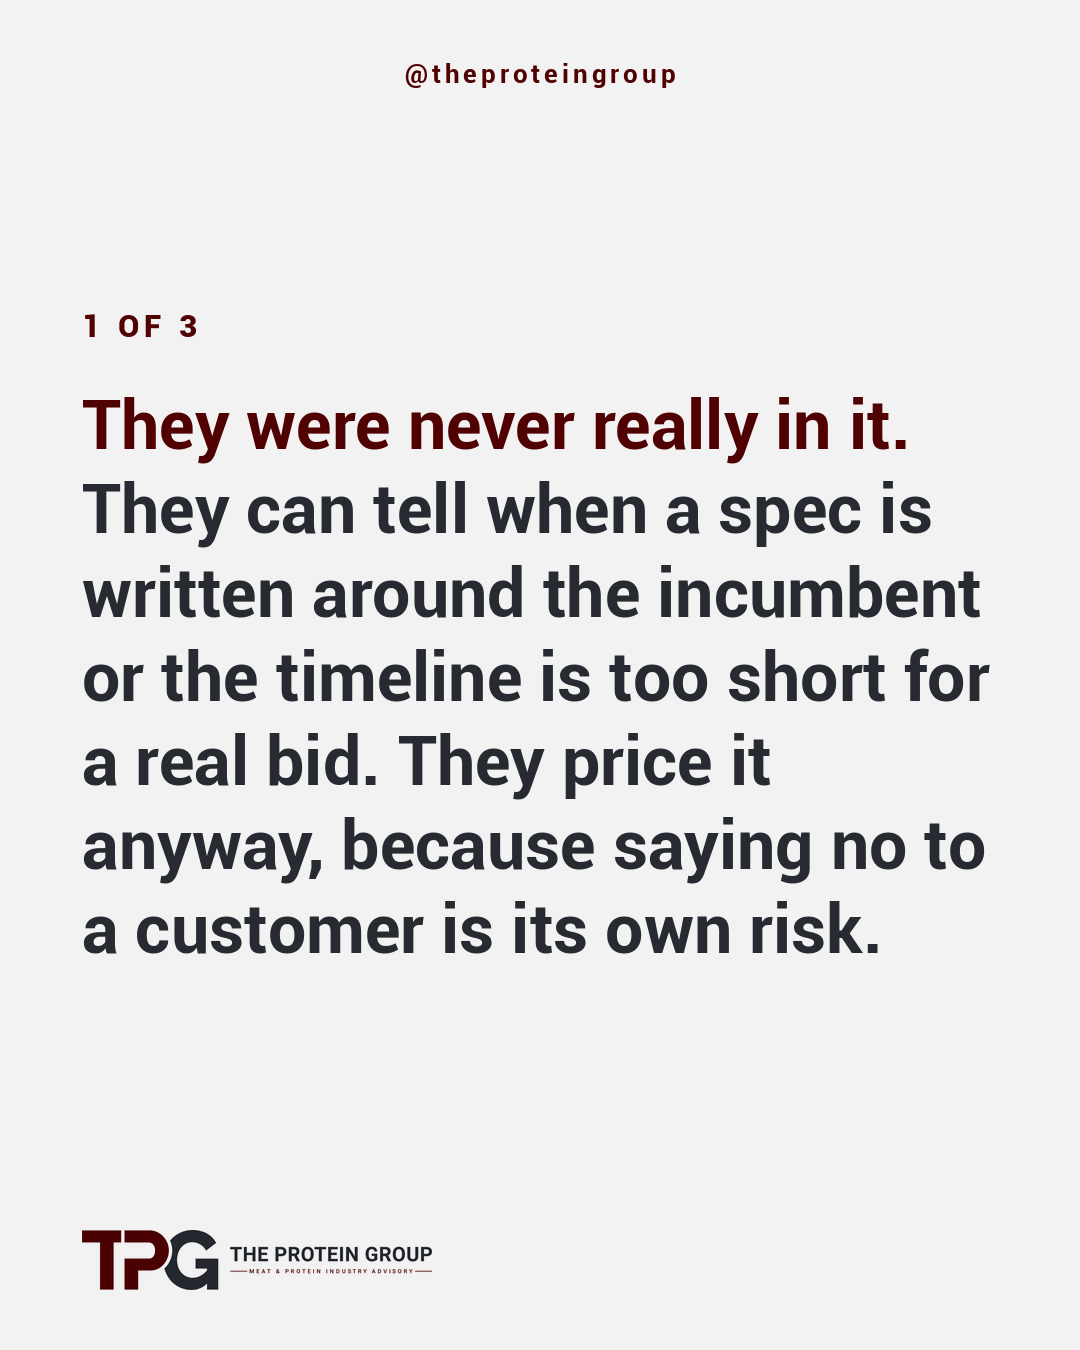 @theproteingroup
1 OF 3
They were never really in it.
They can tell when a spec is
written around the incumbent
or the timeline is too short for
a real bid. They price it
anyway, because saying no to
a customer is its own risk.
TPG
THE PROTEIN GROUP
MEAT & PROTEIN INDUSTRY ADVISORY